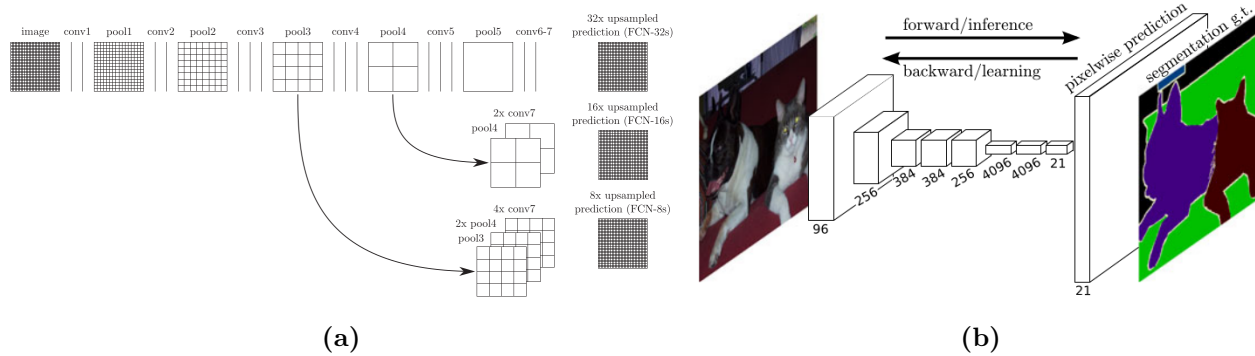 image conv1 pool1 conv2 pool2 conv3 pool3 conv4 pool4 conv5 pool5 conv6-7
32x upsampled
prediction (FCN-32s)
2x conv7
pool4
16x upsampled
prediction (FCN-16s)
4x conv7
2x pool4
pool3
8x upsampled
prediction (FCN-8s)
(a)
forward/inference
backward/learning
pixelwise prediction
segmentation g.t.
96
256
384
384
256
4096
4096
21
21
(b)